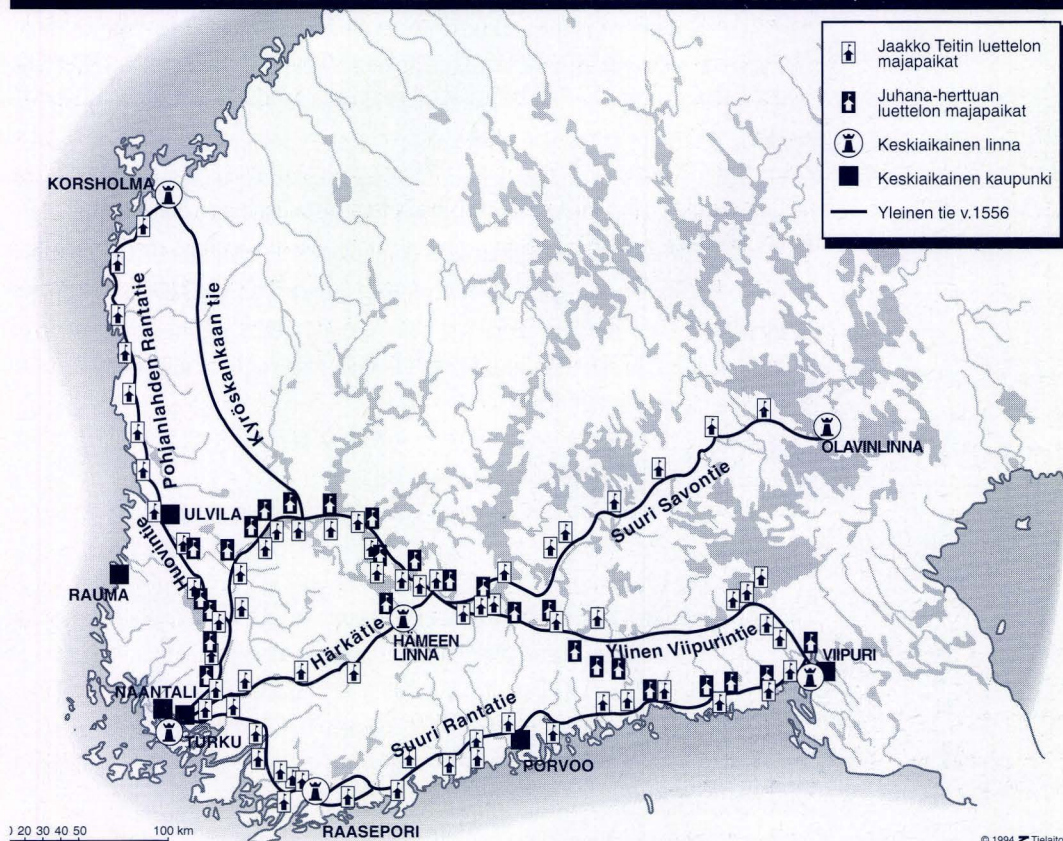 Jaakko Teitin luettelon
majapaikat
Juhana-herttuan
luettelon majapaikat
Keskiaikainen linna
Keskiaikainen kaupunki
Yleinen tie v.1556
KORSHOLMA
Pohjanlahden Rantatie
Kyröskankaan tie
OLAVINLINNA
Suuri Savontie
ULVILA
Huovintie
RAUMA
HÄMEEN
LINNA
Härkätie
Ylinen Viipurintie
VIIPURI
NAANTALI
TURKU
Suuri Rantatie
PORVOO
RAASEPORI
20 30 40 50 100 km
© 1994 Tielaito